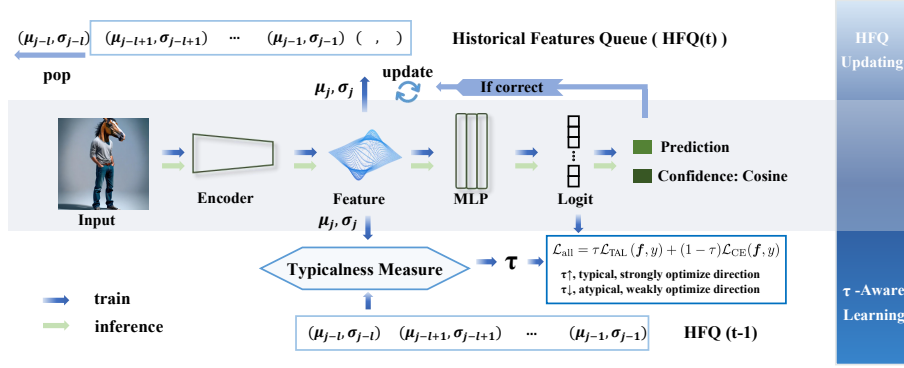 (μj−l, σj−l) (μj−l+1, σj−l+1) ··· (μj−1, σj−1) ( , )
Historical Features Queue ( HFQ(t) )
HFQ
Updating
pop
μj, σj
update
If correct
Input
Encoder
Feature
MLP
Logit
Prediction
Confidence: Cosine
μj, σj
Typicalness Measure
τ
ℒall = τℒTAL (f, y) + (1 − τ)ℒCE(f, y)
τ↑, typical, strongly optimize direction
τ↓, atypical, weakly optimize direction
τ -Aware
Learning
train
inference
(μj−l, σj−l) (μj−l+1, σj−l+1) ··· (μj−1, σj−1)
HFQ (t-1)